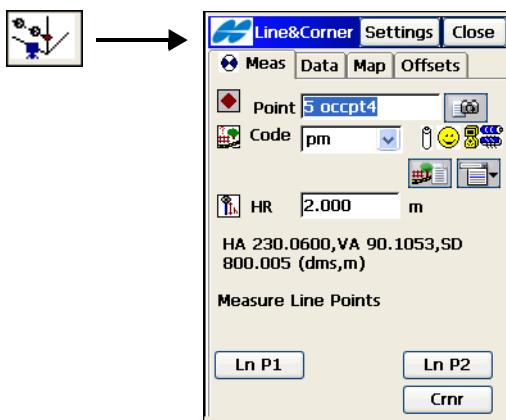 Line&Corner Settings Close
Meas Data Map Offsets
Point 5 occpt4
Code pm
HR 2.000 m
HA 230.0600,VA 90.1053,SD
800.005 (dms,m)
Measure Line Points
Ln P1 Ln P2
Crnr